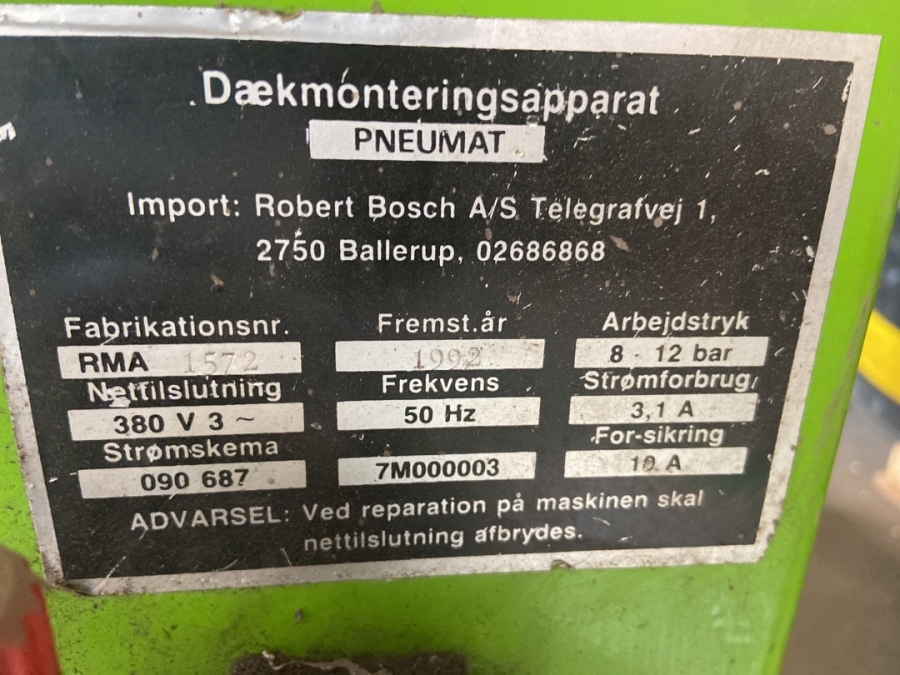 Dækmonteringsapparat
PNEUMAT
Import: Robert Bosch A/S Telegrafvej 1,
2750 Ballerup, 02686868
Fabrikationsnr. Fremst.år Arbejdstryk
RMA 1572 1992 8 - 12 bar
Nettilslutning Frekvens Strømforbrug
380 V 3 ~ 50 Hz 3,1 A
Strømskema For-sikring
090 687 7M000003 10 A
ADVARSEL: Ved reparation på maskinen skal
nettilslutning afbrydes.